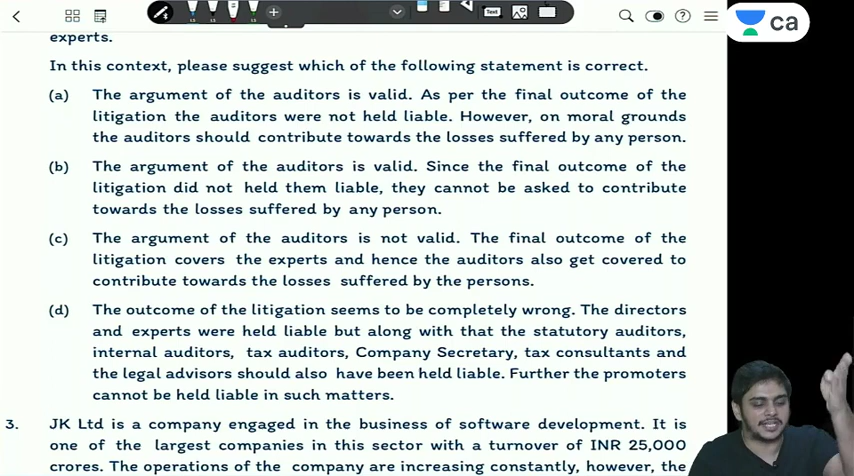 Text
ca
experts.
In this context, please suggest which of the following statement is correct.
(a) The argument of the auditors is valid. As per the final outcome of the
litigation the auditors were not held liable. However, on moral grounds
the auditors should contribute towards the losses suffered by any person.
(b) The argument of the auditors is valid. Since the final outcome of the
litigation did not held them liable, they cannot be asked to contribute
towards the losses suffered by any person.
(c) The argument of the auditors is not valid. The final outcome of the
litigation covers the experts and hence the auditors also get covered to
contribute towards the losses suffered by the persons.
(d) The outcome of the litigation seems to be completely wrong. The directors
and experts were held liable but along with that the statutory auditors,
internal auditors, tax auditors, Company Secretary, tax consultants and
the legal advisors should also have been held liable. Further the promoters
cannot be held liable in such matters.
3. JK Ltd is a company engaged in the business of software development. It is
one of the largest companies in this sector with a turnover of INR 25,000
crores. The operations of the company are increasing constantly, however, the